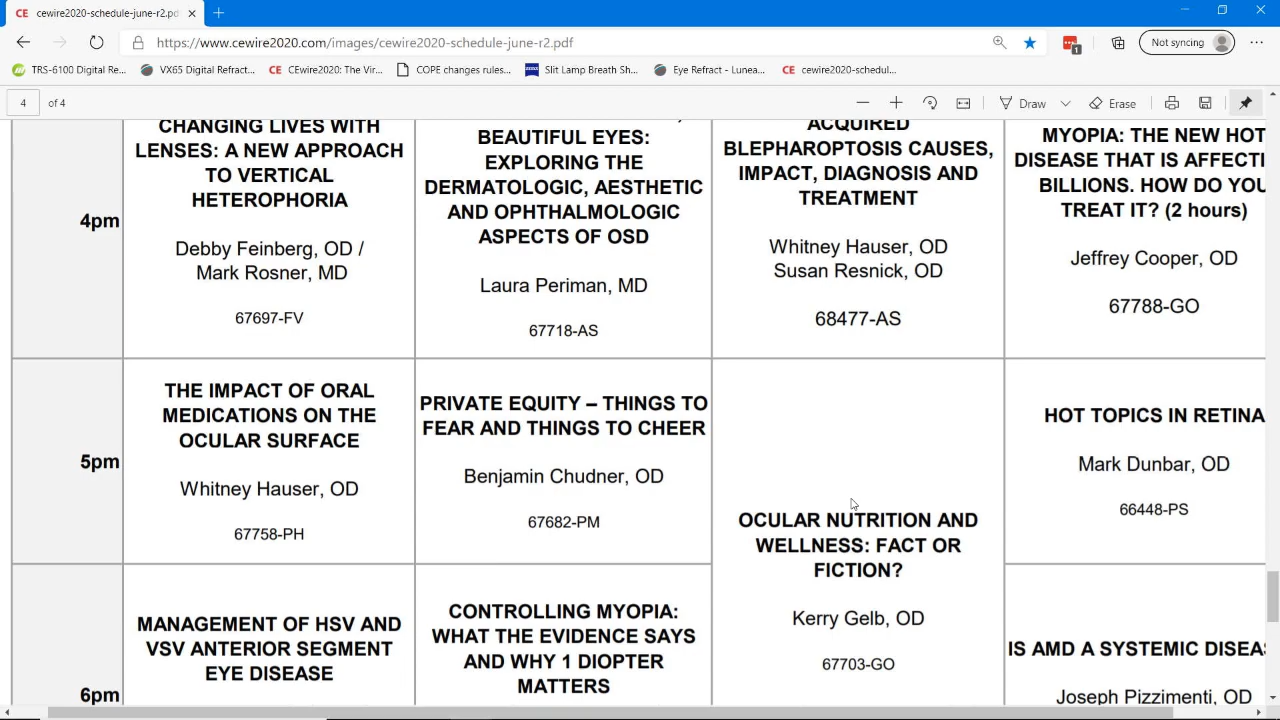 CE cewire2020-schedule-june-r2.pd
https://www.cewire2020.com/images/cewire2020-schedule-june-r2.pdf
1
Not syncing
TRS-6100 Digital Re...
VX65 Digital Refract...
CE CEwire2020: The Vir...
COPE changes rules...
Slit Lamp Breath Sh...
Eye Refract - Lunea...
CE cewire2020-schedul...
4 of 4
Draw
Erase
4pm
CHANGING LIVES WITH
LENSES: A NEW APPROACH
TO VERTICAL
HETEROPHORIA
Debby Feinberg, OD /
Mark Rosner, MD
67697-FV
BEAUTIFUL EYES:
EXPLORING THE
DERMATOLOGIC, AESTHETIC
AND OPHTHALMOLOGIC
ASPECTS OF OSD
Laura Periman, MD
67718-AS
ACQUIRED
BLEPHAROPTOSIS CAUSES,
IMPACT, DIAGNOSIS AND
TREATMENT
Whitney Hauser, OD
Susan Resnick, OD
68477-AS
MYOPIA: THE NEW HOT
DISEASE THAT IS AFFECTI
BILLIONS. HOW DO YOU
TREAT IT? (2 hours)
Jeffrey Cooper, OD
67788-GO
5pm
THE IMPACT OF ORAL
MEDICATIONS ON THE
OCULAR SURFACE
Whitney Hauser, OD
67758-PH
PRIVATE EQUITY – THINGS TO
FEAR AND THINGS TO CHEER
Benjamin Chudner, OD
67682-PM
OCULAR NUTRITION AND
WELLNESS: FACT OR
FICTION?
Kerry Gelb, OD
67703-GO
HOT TOPICS IN RETINA
Mark Dunbar, OD
66448-PS
6pm
MANAGEMENT OF HSV AND
VSV ANTERIOR SEGMENT
EYE DISEASE
CONTROLLING MYOPIA:
WHAT THE EVIDENCE SAYS
AND WHY 1 DIOPTER
MATTERS
IS AMD A SYSTEMIC DISEAS
Joseph Pizzimenti, OD